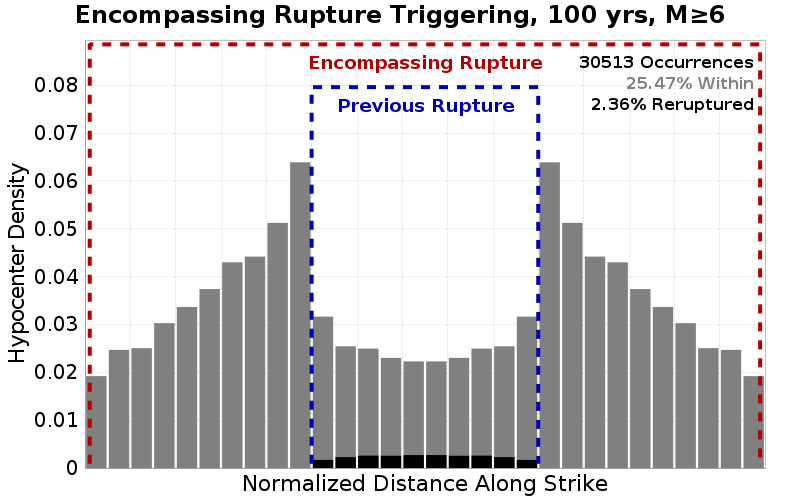 Encompassing Rupture Triggering, 100 yrs, M≥6
Encompassing Rupture
30513 Occurrences
25.47% Within
2.36% Reruptured
Previous Rupture
Hypocenter Density
0.08
0.07
0.06
0.05
0.04
0.03
0.02
0.01
0
Normalized Distance Along Strike